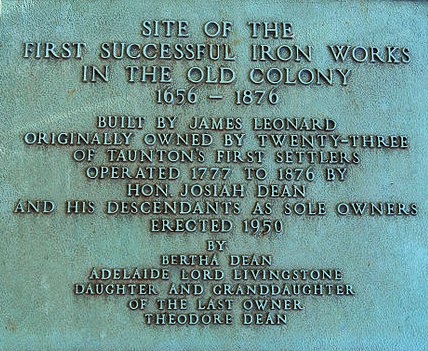 SITE OF THE
FIRST SUCCESSFUL IRON WORKS
IN THE OLD COLONY
1656 – 1876
BUILT BY JAMES LEONARD
ORIGINALLY OWNED BY TWENTY-THREE
OF TAUNTON'S FIRST SETTLERS
OPERATED 1777 TO 1876 BY
HON. JOSIAH DEAN
AND HIS DESCENDANTS AS SOLE OWNERS
ERECTED 1950
BY
BERTHA DEAN
ADELAIDE LORD LIVINGSTONE
DAUGHTER AND GRANDDAUGHTER
OF THE LAST OWNER
THEODORE DEAN